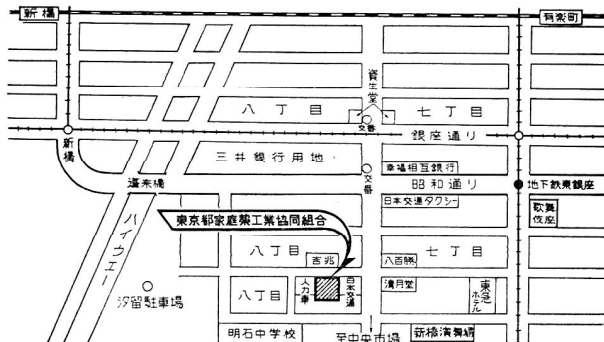 新橋
有楽町
資生堂
八丁目
七丁目
交番
銀座通り
新橋
三井銀行用地
交番
幸福相互銀行
昭和通り
地下鉄東銀座
蓬来橋
日本交通タクシー
歌舞伎座
東京都家庭薬工業協同組合
ハイウエー
八丁目
七丁目
吉兆
八百勝
汐留駐車場
八丁目
人力車
日本交通
清月堂
東急ホテル
明石中学校
至中央市場
新橋演舞場